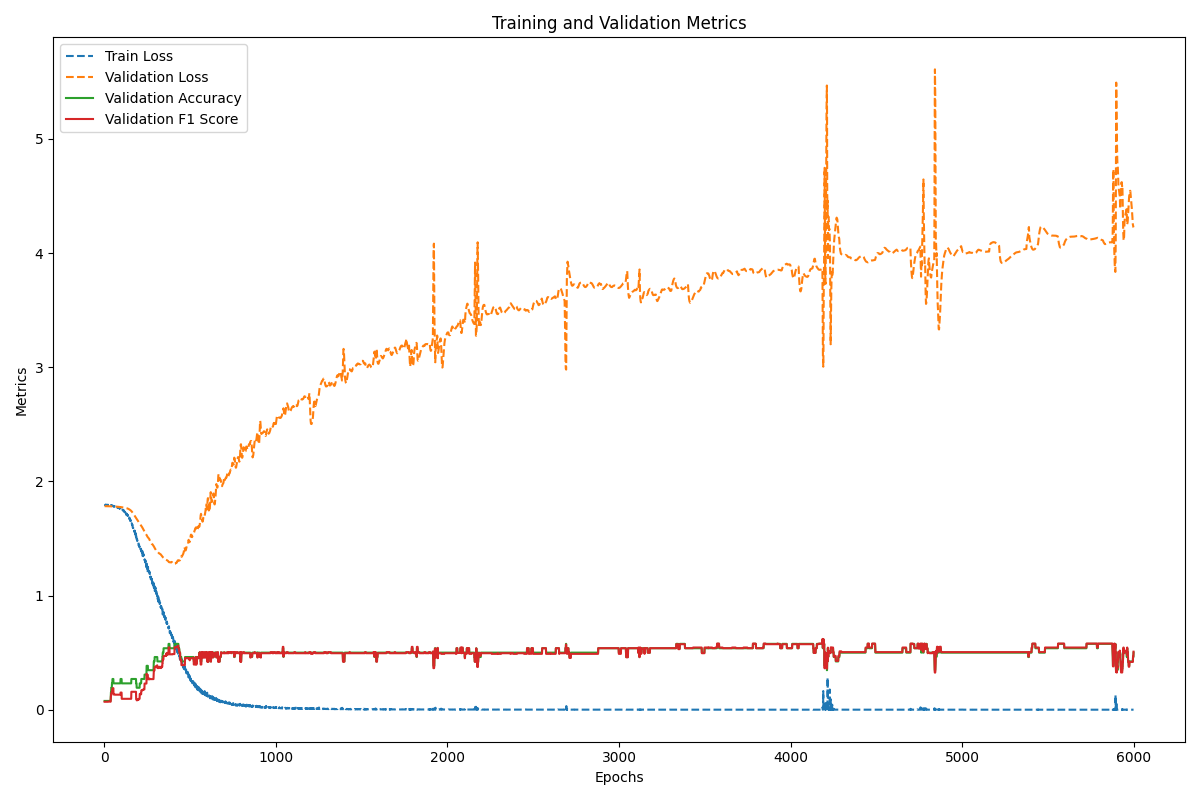 Training and Validation Metrics
Train Loss
Validation Loss
Validation Accuracy
Validation F1 Score
5
4
3
2
1
0
Metrics
0 1000 2000 3000 4000 5000 6000
Epochs